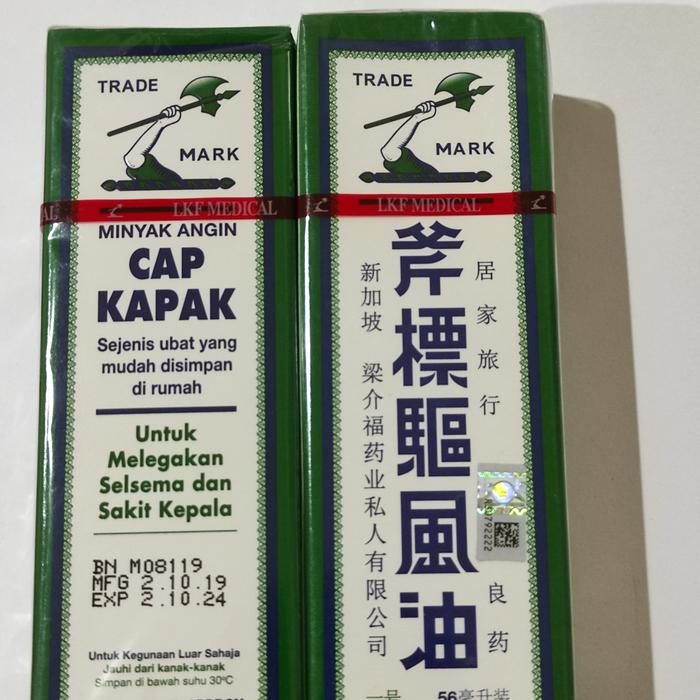 TRADE
MARK
LKF MEDICAL
MINYAK ANGIN
CAP
KAPAK
Sejenis ubat yang
mudah disimpan
di rumah
Untuk
Melegakan
Selsema dan
Sakit Kepala
BN M08119
MFG 2.10.19
EXP 2.10.24
Untuk Kegunaan Luar Sahaja
Jauhi dari kanak-kanak
Simpan di bawah suhu 30°C
TRADE
MARK
LKF MEDICAL
居家旅行
良药
斧標驅風油
新加坡
梁介福药业私人有限公司
一号
56毫升装